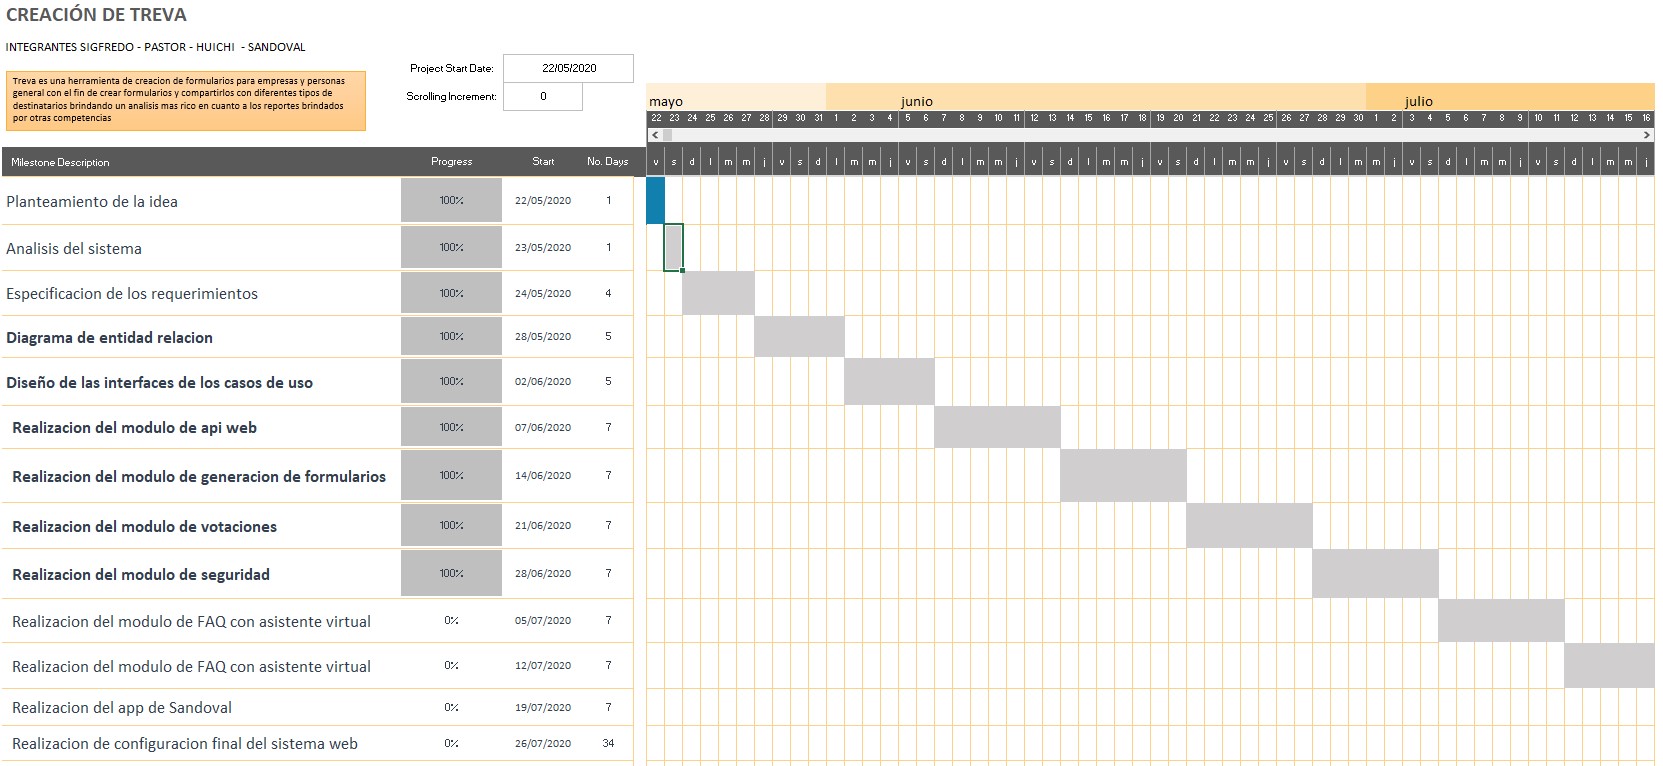 CREACIÓN DE TREVA
INTEGRANTES SIGFREDO - PASTOR - HUICHI - SANDOVAL
Treva es una herramienta de creacion de formularios para empresas y personas
general con el fin de crear formularios y compartirlos con diferentes tipos de
destinatarios brindando un analisis mas rico en cuanto a los reportes brindados
por otras competencias
Project Start Date: 22/05/2020
Scrolling Increment: 0
mayo junio julio
22 23 24 25 26 27 28 29 30 31 1 2 3 4 5 6 7 8 9 10 11 12 13 14 15 16 17 18 19 20 21 22 23 24 25 26 27 28 29 30 1 2 3 4 5 6 7 8 9 10 11 12 13 14 15 16
Milestone Description Progress Start No. Days v s d l m m j v s d l m m j v s d l m m j v s d l m m j v s d l m m j v s d l m m j v s d l m m j v s d l m m j
Planteamiento de la idea 100% 22/05/2020 1
Analisis del sistema 100% 23/05/2020 1
Especificacion de los requerimientos 100% 24/05/2020 4
Diagrama de entidad relacion 100% 28/05/2020 5
Diseño de las interfaces de los casos de uso 100% 02/06/2020 5
Realizacion del modulo de api web 100% 07/06/2020 7
Realizacion del modulo de generacion de formularios 100% 14/06/2020 7
Realizacion del modulo de votaciones 100% 21/06/2020 7
Realizacion del modulo de seguridad 100% 28/06/2020 7
Realizacion del modulo de FAQ con asistente virtual 0% 05/07/2020 7
Realizacion del modulo de FAQ con asistente virtual 0% 12/07/2020 7
Realizacion del app de Sandoval 0% 19/07/2020 7
Realizacion de configuracion final del sistema web 0% 26/07/2020 34